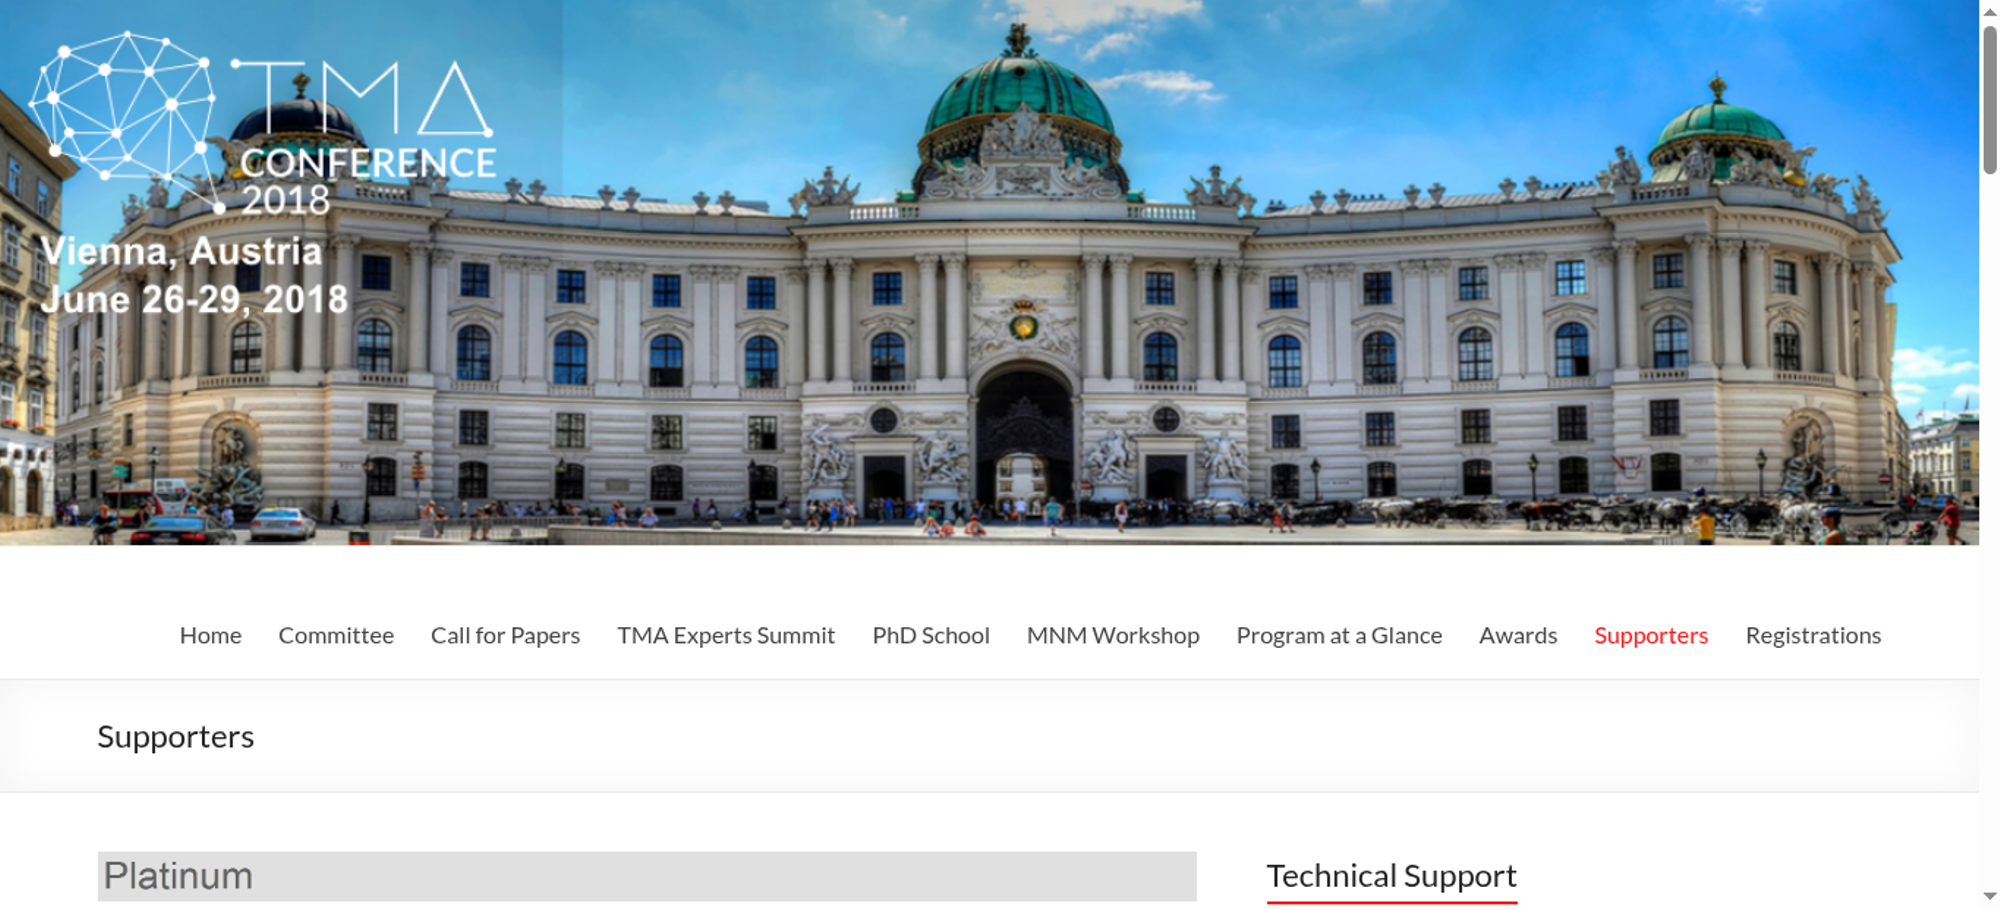 TMA
CONFERENCE
2018
Vienna, Austria
June 26-29, 2018
Home Committee Call for Papers TMA Experts Summit PhD School MNM Workshop Program at a Glance Awards Supporters Registrations
Supporters
Platinum
Technical Support